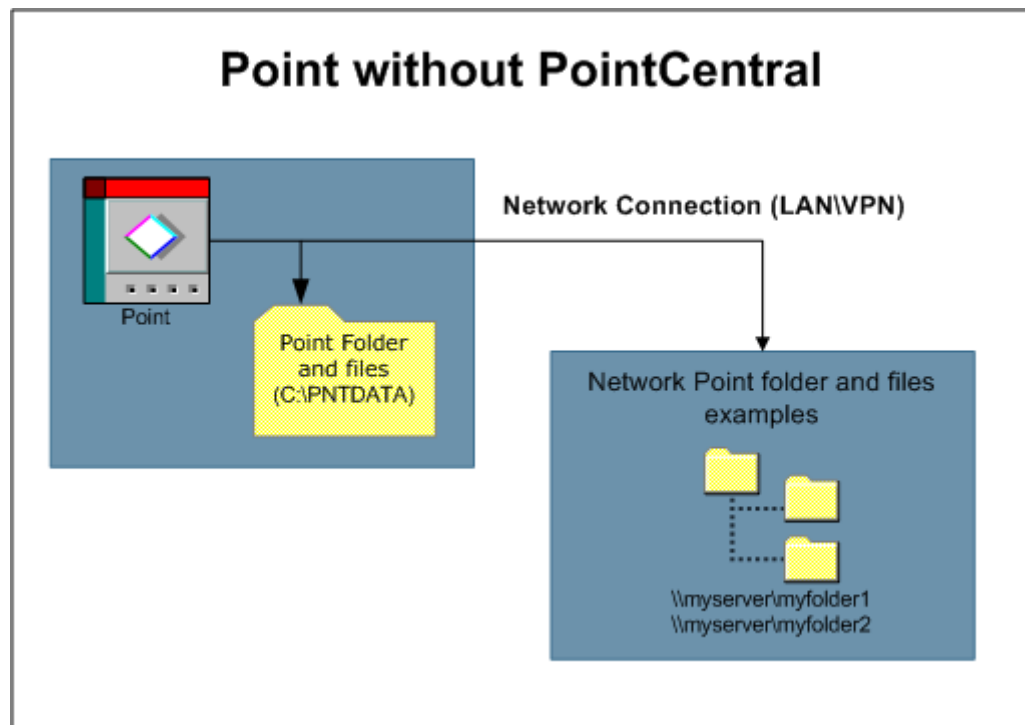 Point without PointCentral
Network Connection (LAN\VPN)
Point
Point Folder
and files
(C:\PNTDATA)
Network Point folder and files
examples
\\myserver\myfolder1
\\myserver\myfolder2